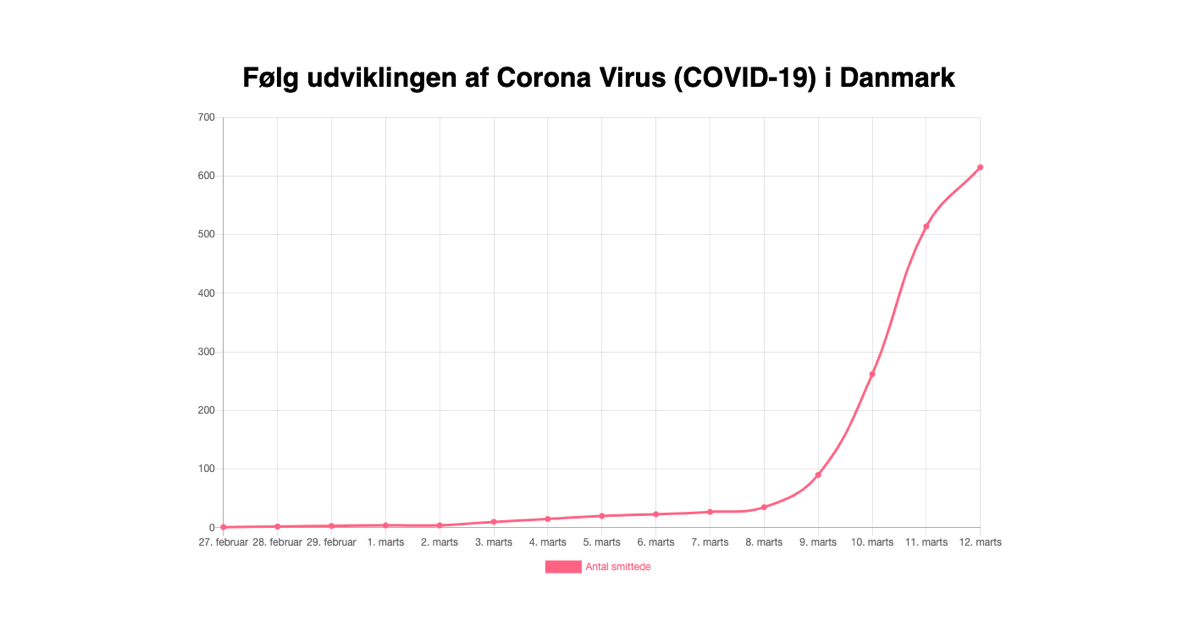 Følg udviklingen af Corona Virus (COVID-19) i Danmark
700
600
500
400
300
200
100
0
27. februar 28. februar 29. februar 1. marts 2. marts 3. marts 4. marts 5. marts 6. marts 7. marts 8. marts 9. marts 10. marts 11. marts 12. marts
Antal smittede